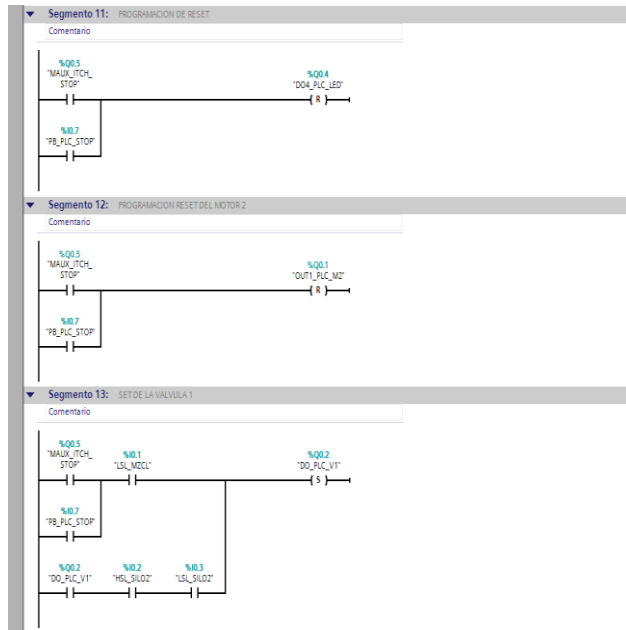 Segmento 11: PROGRAMACION DE RESET
Comentario
%Q0.5
"MAUX_ITCH_
STOP"
%Q0.4
"DO4_PLC_LED"
R
%I0.7
"PB_PLC_STOP"
Segmento 12: PROGRAMACION RESET DEL MOTOR 2
Comentario
%Q0.5
"MAUX_ITCH_
STOP"
%Q0.1
"OUT1_PLC_M2"
R
%I0.7
"PB_PLC_STOP"
Segmento 13: SET DE LA VALVULA 1
Comentario
%Q0.5
"MAUX_ITCH_
STOP"
%I0.1
"LSL_MZCL"
%Q0.2
"DO_PLC_V1"
S
%I0.7
"PB_PLC_STOP"
%Q0.2
"DO_PLC_V1"
%I0.2
"HSL_SILO2"
%I0.3
"LSL_SILO2"